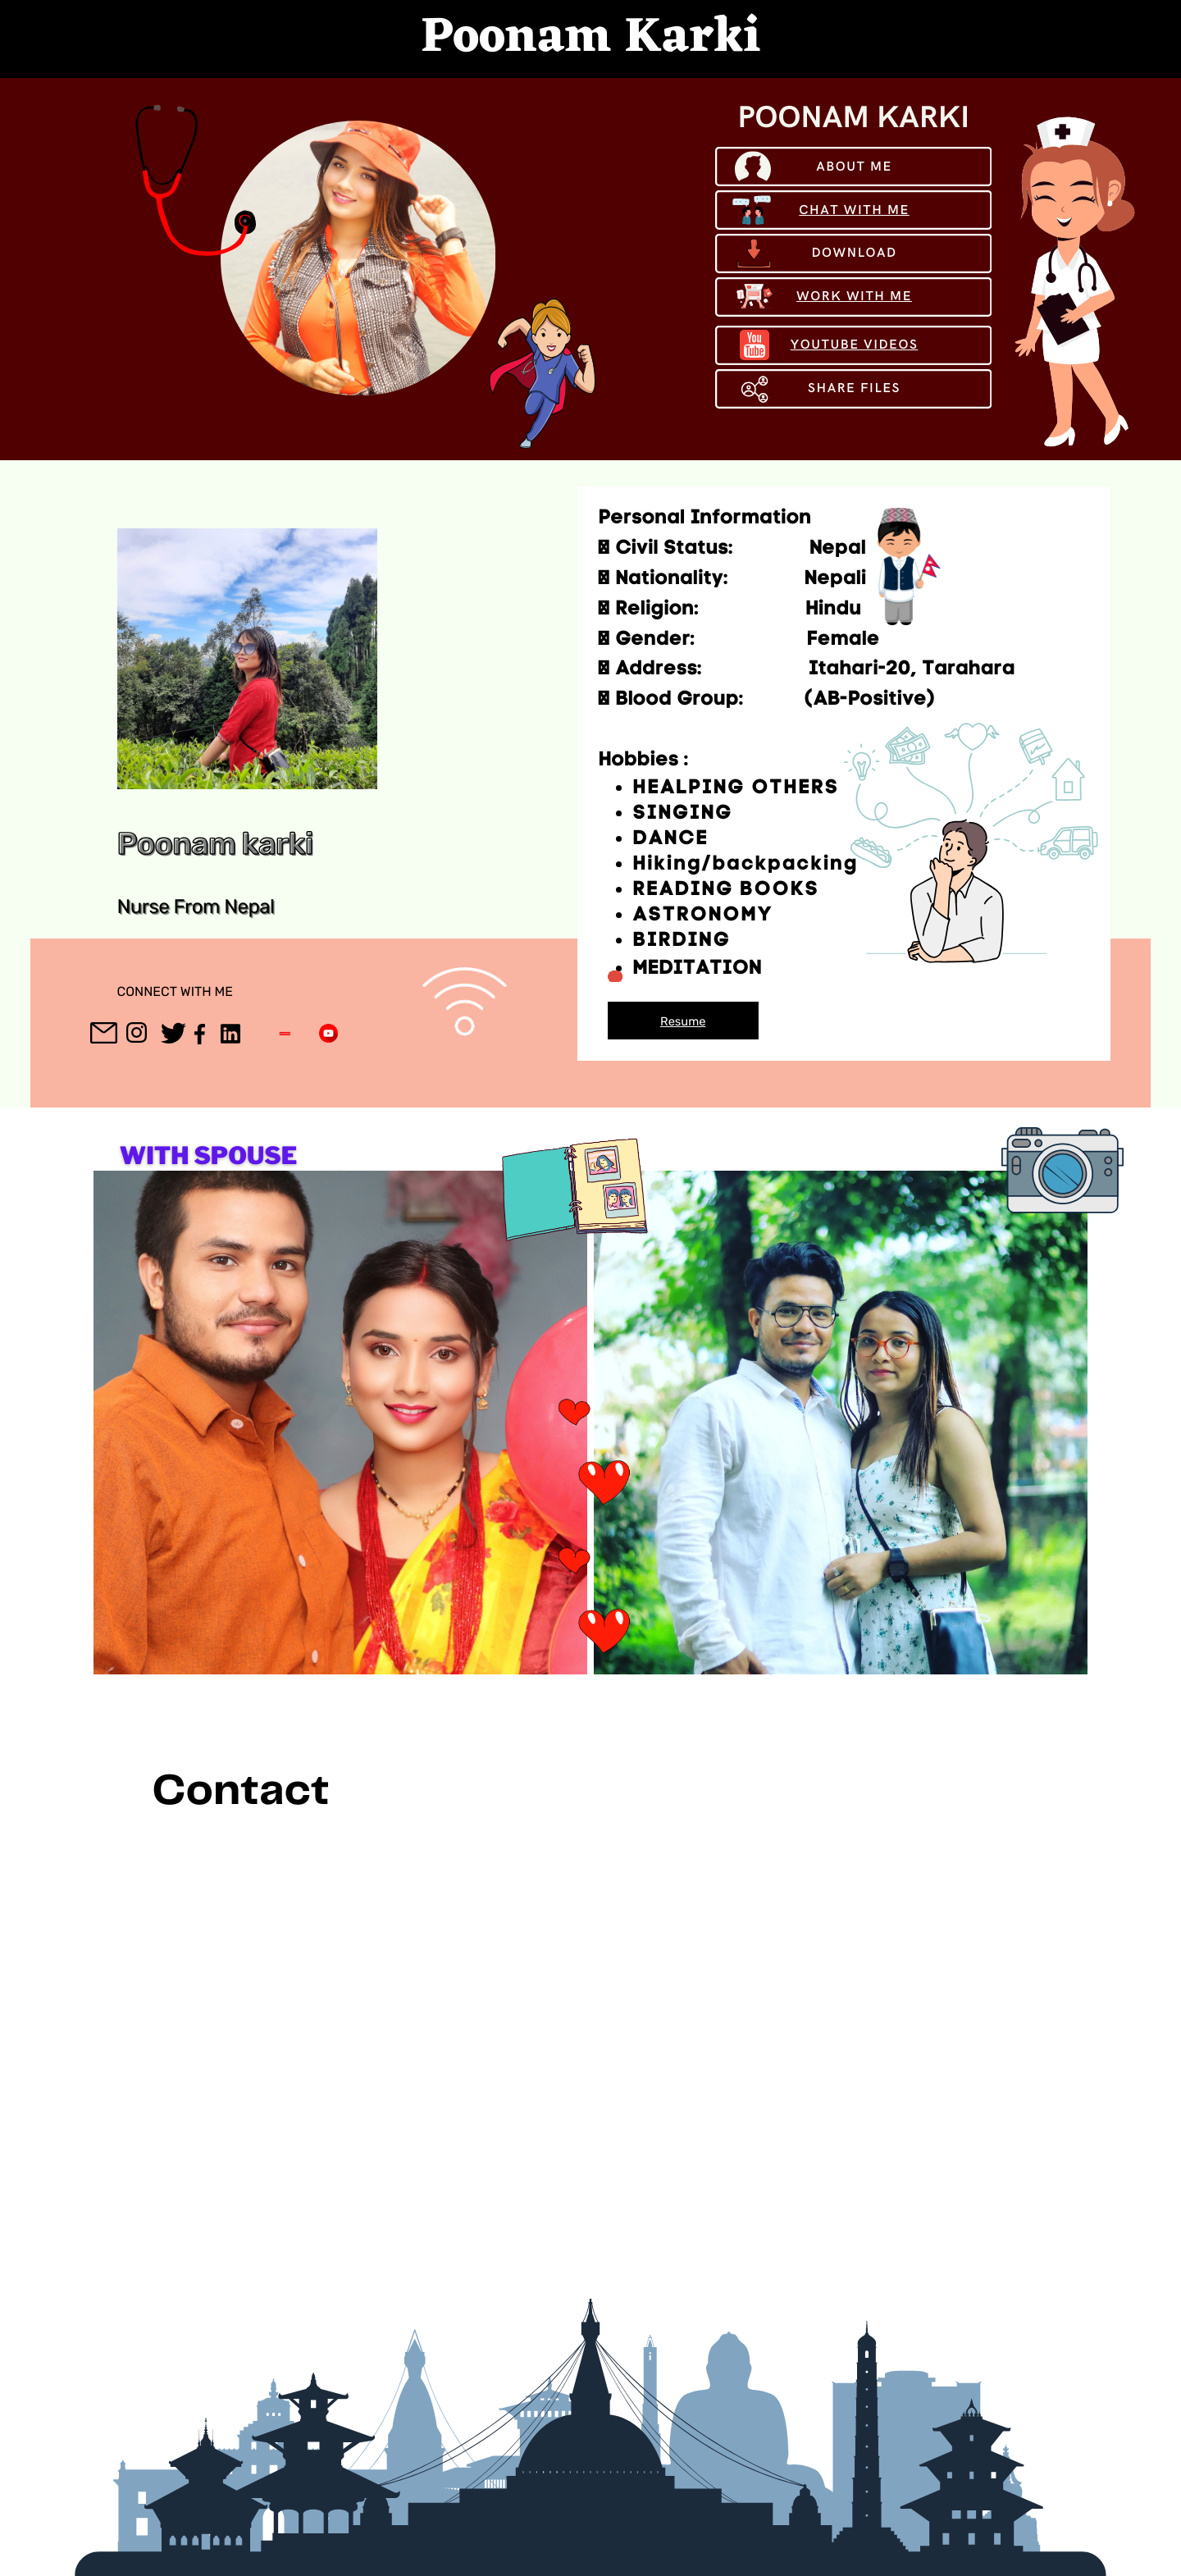 Poonam Karki
POONAM KARKI
ABOUT ME
CHAT WITH ME
DOWNLOAD
WORK WITH ME
You
Tube
YOUTUBE VIDEOS
SHARE FILES
Personal Information
Civil Status: Nepal
Nationality: Nepali
Religion: Hindu
Gender: Female
Address: Itahari-20, Tarahara
Blood Group: (AB-Positive)
Hobbies :
• HEALPING OTHERS
• SINGING
• DANCE
• Hiking/backpacking
• READING BOOKS
• ASTRONOMY
• BIRDING
• MEDITATION
Resume
Poonam karki
Nurse From Nepal
CONNECT WITH ME
in
WITH SPOUSE
Contact